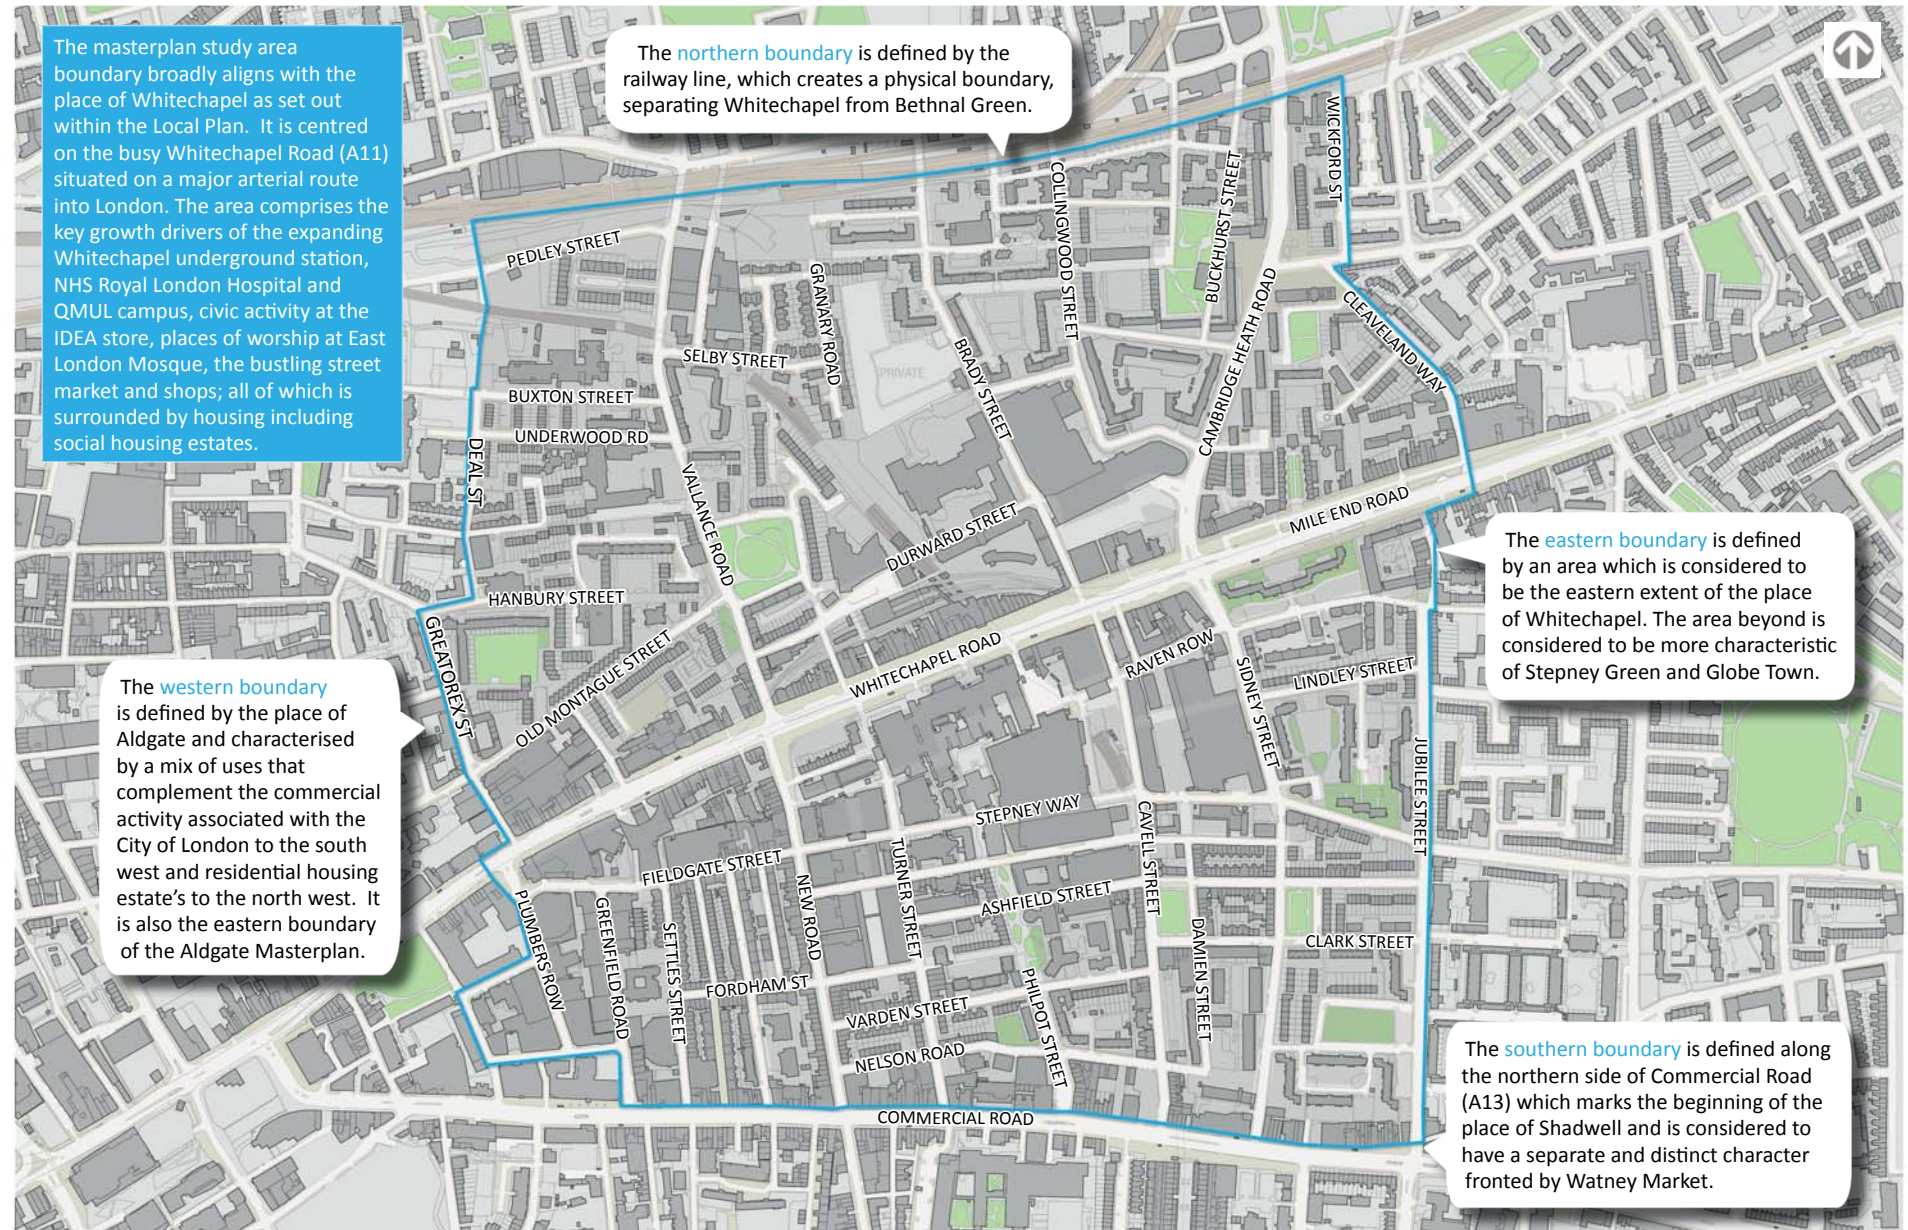 The masterplan study area
boundary broadly aligns with the
place of Whitechapel as set out
within the Local Plan.  It is centred
on the busy Whitechapel Road (A11)
situated on a major arterial route
into London. The area comprises the
key growth drivers of the expanding
Whitechapel underground station,
NHS Royal London Hospital and
QMUL campus, civic activity at the
IDEA store, places of worship at East
London Mosque, the bustling street
market and shops; all of which is
surrounded by housing including
social housing estates.
The northern boundary is defined by the
railway line, which creates a physical boundary,
separating Whitechapel from Bethnal Green.
WICKFORD ST
COLLINGWOOD STREET
BUCKHURST STREET
PEDLEY STREET
GRANARY ROAD
CAMBRIDGE HEATH ROAD
CLEAVELAND WAY
SELBY STREET
BRADY STREET
PRIVATE
BUXTON STREET
UNDERWOOD RD
DEAL ST
VALLANCE ROAD
MILE END ROAD
DURWARD STREET
HANBURY STREET
The eastern boundary is defined
by an area which is considered to
be the eastern extent of the place
of Whitechapel. The area beyond is
considered to be more characteristic
of Stepney Green and Globe Town.
GREATOREX ST
OLD MONTAGUE STREET
WHITECHAPEL ROAD
RAVEN ROW
SIDNEY STREET
LINDLEY STREET
The western boundary
is defined by the place of
Aldgate and characterised
by a mix of uses that
complement the commercial
activity associated with the
City of London to the south
west and residential housing
estate's to the north west.  It
is also the eastern boundary
of the Aldgate Masterplan.
JUBILEE STREET
STEPNEY WAY
CAVELL STREET
TURNER STREET
FIELDGATE STREET
NEW ROAD
PLUMBERS ROW
GREENFIELD ROAD
SETTLES STREET
ASHFIELD STREET
DAMIEN STREET
CLARK STREET
FORDHAM ST
PHILPOT STREET
VARDEN STREET
NELSON ROAD
COMMERCIAL ROAD
The southern boundary is defined along
the northern side of Commercial Road
(A13) which marks the beginning of the
place of Shadwell and is considered to
have a separate and distinct character
fronted by Watney Market.